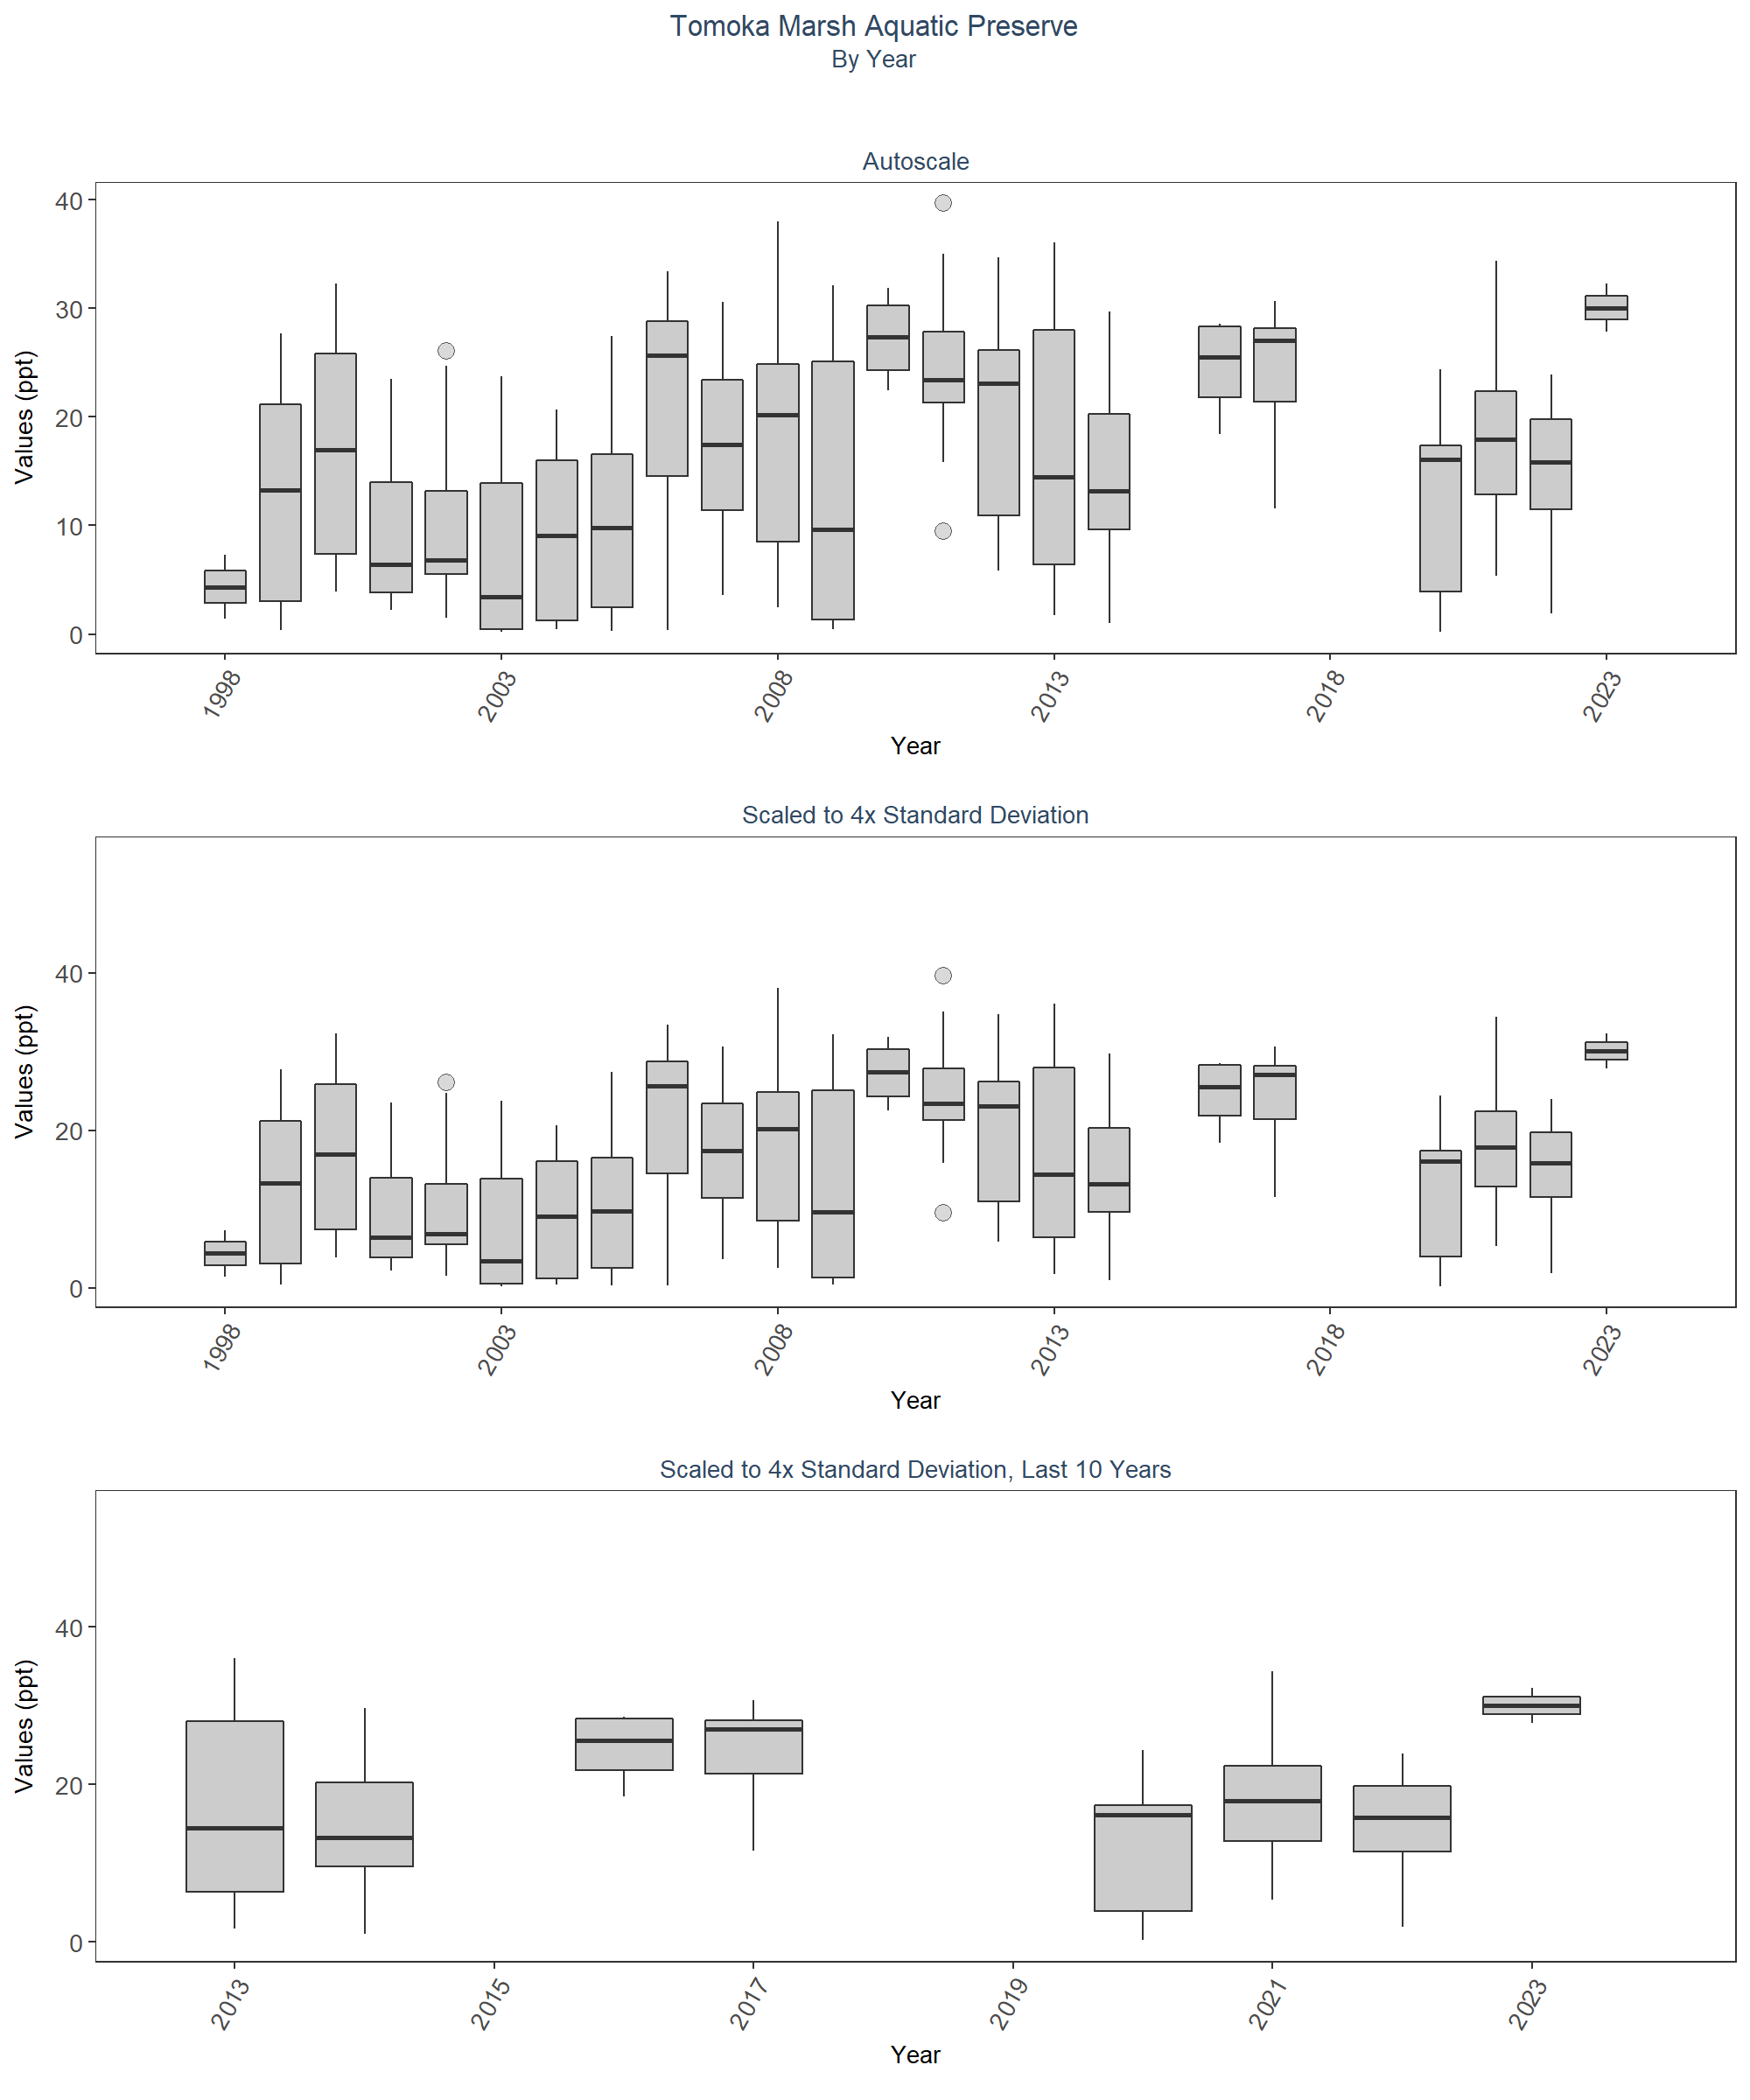 Tomoka Marsh Aquatic Preserve
By Year
Autoscale
Values (ppt)
40
30
20
10
0
1998
2003
2008
2013
2018
2023
Year
Scaled to 4x Standard Deviation
Values (ppt)
40
20
0
1998
2003
2008
2013
2018
2023
Year
Scaled to 4x Standard Deviation, Last 10 Years
Values (ppt)
40
20
0
2013
2015
2017
2019
2021
2023
Year